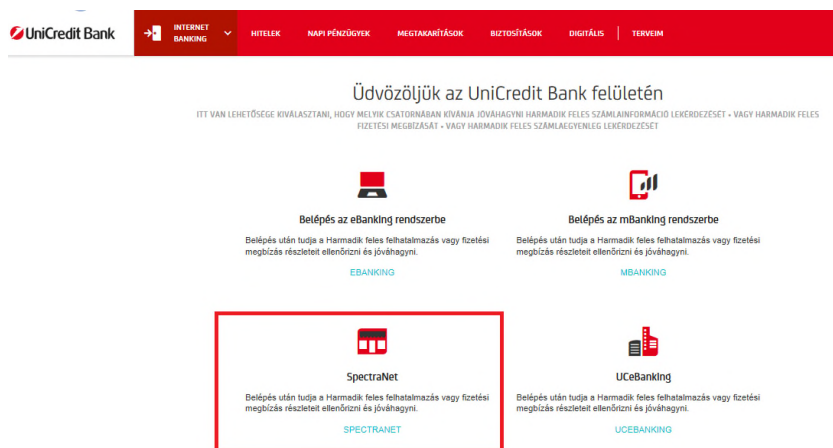 UniCredit Bank
INTERNET
BANKING
HITELEK
NAPI PÉNZÜGYEK
MEGTAKARÍTÁSOK
BIZTOSÍTÁSOK
DIGITÁLIS
TERVEIM
Üdvözöljük az UniCredit Bank felületén
ITT VAN LEHETŐSÉGE KIVÁLASZTANI, HOGY MELYIK CSATORNÁBAN KÍVÁNJA JÓVÁHAGYNI HARMADIK FELES SZÁMLAINFORMÁCIÓ LEKÉRDEZÉSÉT • VAGY HARMADIK FELES
FIZETÉSI MEGBÍZÁSÁT • VAGY HARMADIK FELES SZÁMLAEGYENLEG LEKÉRDEZÉSÉT
Belépés az eBanking rendszerbe
Belépés után tudja a Harmadik feles felhatalmazás vagy fizetési
megbízás részleteit ellenőrizni és jóváhagyni.
EBANKING
Belépés az mBanking rendszerbe
Belépés után tudja a Harmadik feles felhatalmazás vagy fizetési
megbízás részleteit ellenőrizni és jóváhagyni.
MBANKING
SpectraNet
Belépés után tudja a Harmadik feles felhatalmazás vagy fizetési
megbízás részleteit ellenőrizni és jóváhagyni.
SPECTRANET
UCeBanking
Belépés után tudja a Harmadik feles felhatalmazás vagy fizetési
megbízás részleteit ellenőrizni és jóváhagyni.
UCEBANKING